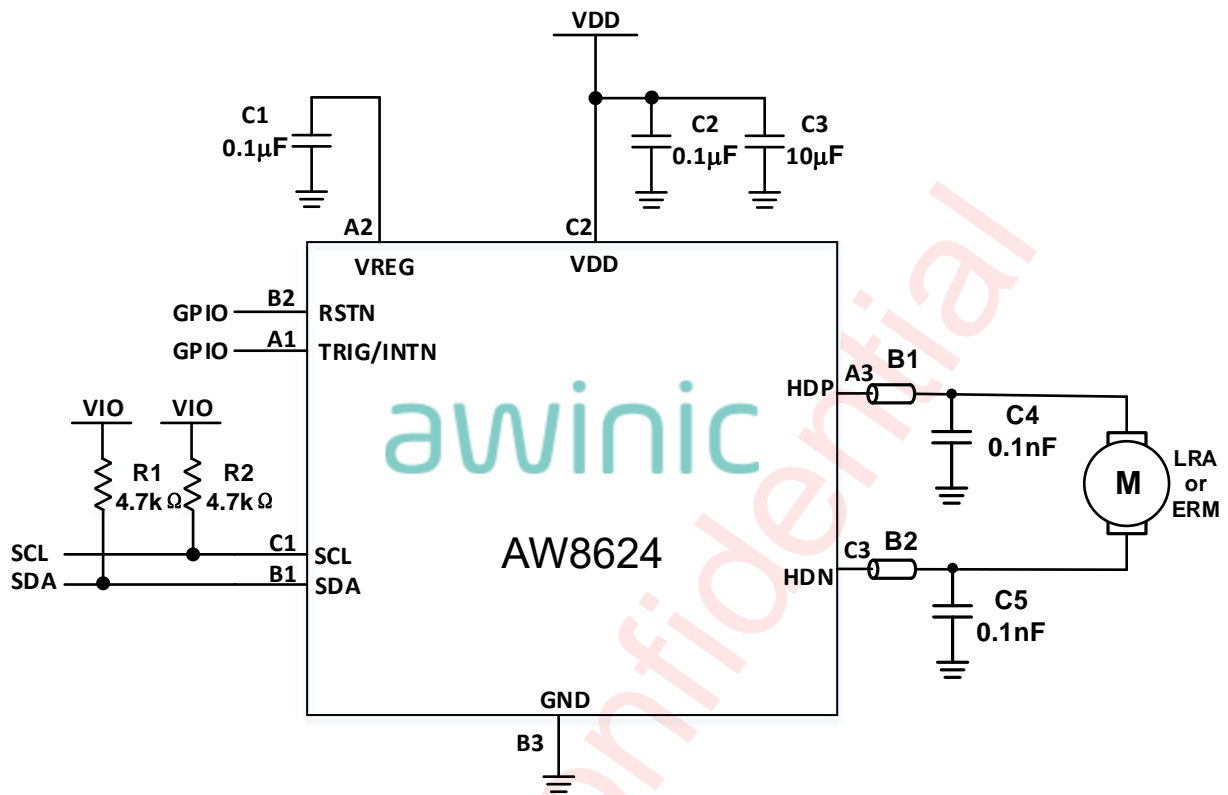 VDD
C1
0.1μF
C2
0.1μF
C3
10μF
A2
C2
VREG
VDD
GPIO
B2
RSTN
GPIO
A1
TRIG/INTN
HDP
A3
B1
C4
0.1nF
VIO
VIO
R1
4.7kΩ
R2
4.7kΩ
awinic
M
LRA
or
ERM
SCL
C1
SCL
SDA
B1
SDA
AW8624
HDN
C3
B2
C5
0.1nF
GND
B3
onfidential